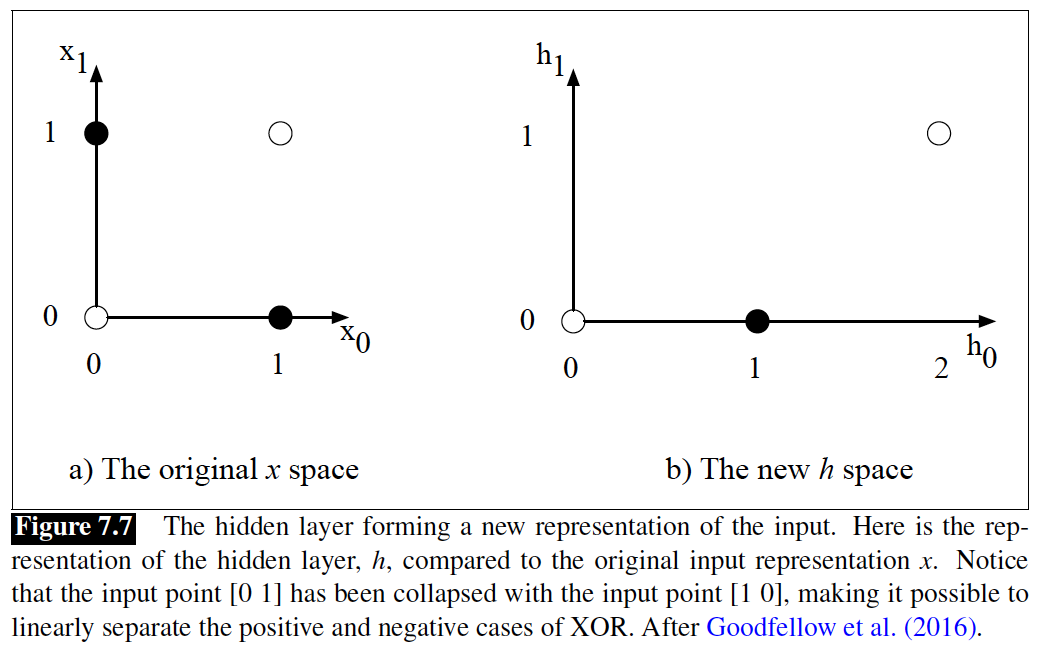 x1
1
0
x0
0
1
a) The original x space
h1
1
0
h0
0
1
2
b) The new h space
Figure 7.7 The hidden layer forming a new representation of the input. Here is the rep-
resentation of the hidden layer, h, compared to the original input representation x. Notice
that the input point [0 1] has been collapsed with the input point [1 0], making it possible to
linearly separate the positive and negative cases of XOR. After Goodfellow et al. (2016).